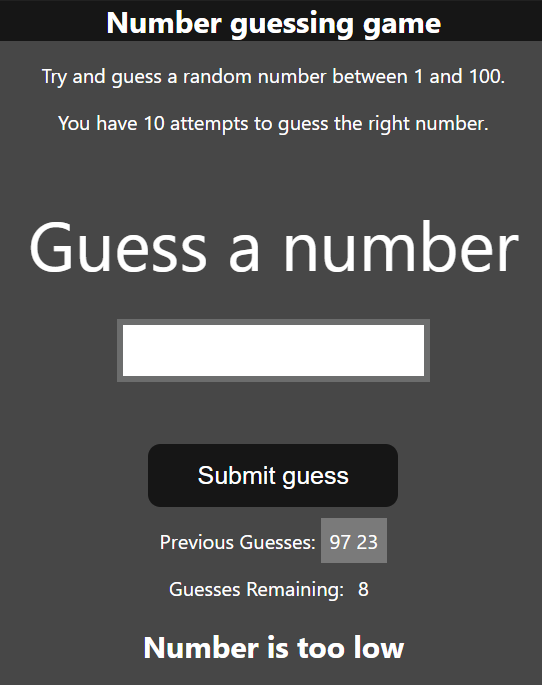 Number guessing game
Try and guess a random number between 1 and 100.
You have 10 attempts to guess the right number.
Guess a number
Submit guess
Previous Guesses: 97 23
Guesses Remaining: 8
Number is too low